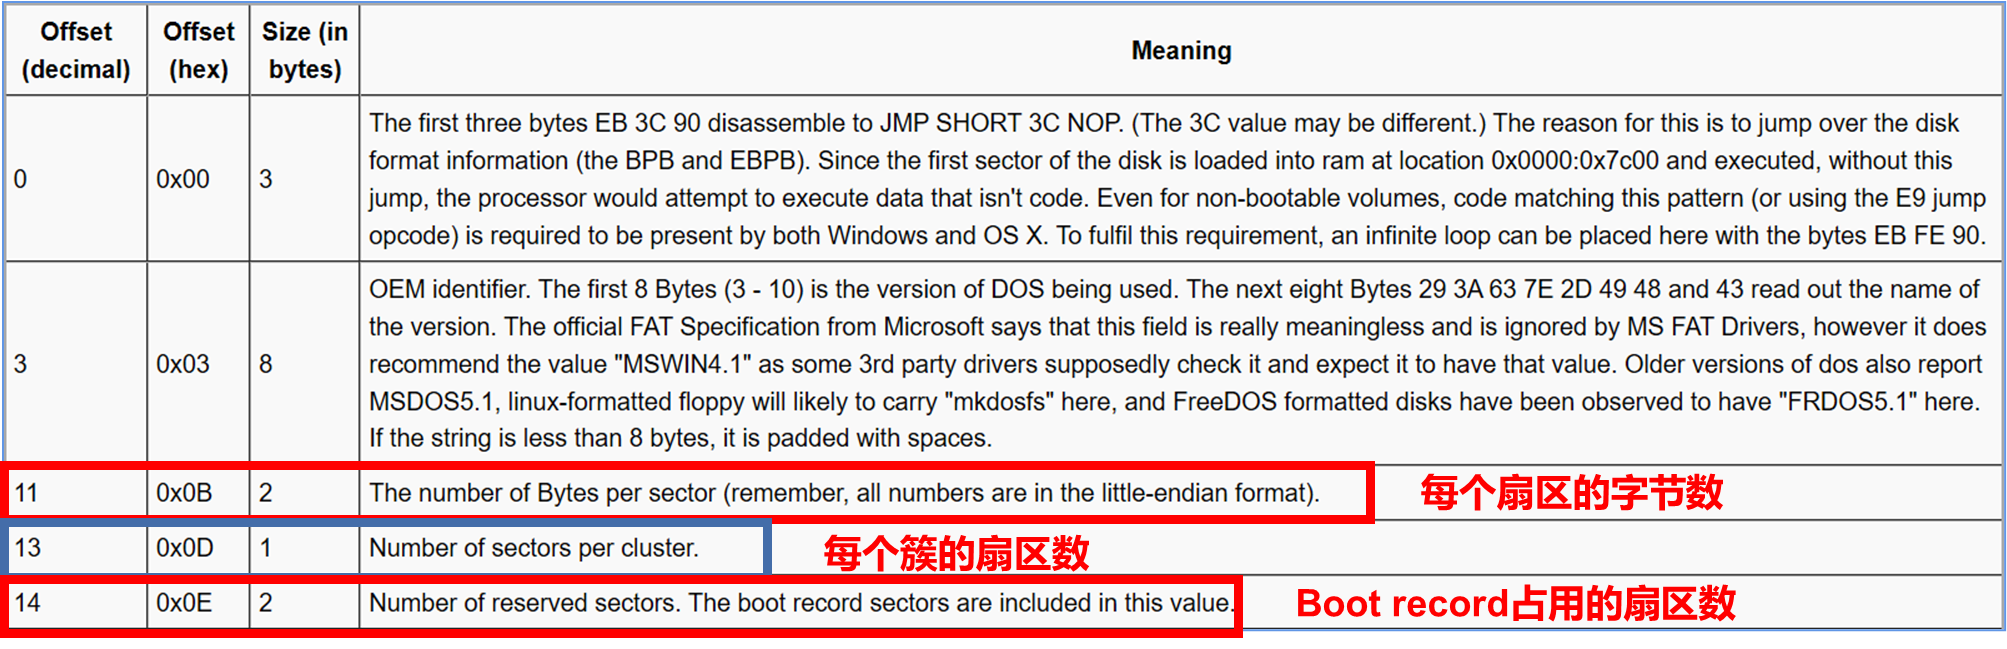 Offset (decimal) Offset (hex) Size (in bytes) Meaning
0 0x00 3 The first three bytes EB 3C 90 disassemble to JMP SHORT 3C NOP. (The 3C value may be different.) The reason for this is to jump over the disk
format information (the BPB and EBPB). Since the first sector of the disk is loaded into ram at location 0x0000:0x7c00 and executed, without this
jump, the processor would attempt to execute data that isn't code. Even for non-bootable volumes, code matching this pattern (or using the E9 jump
opcode) is required to be present by both Windows and OS X. To fulfil this requirement, an infinite loop can be placed here with the bytes EB FE 90.
3 0x03 8 OEM identifier. The first 8 Bytes (3 - 10) is the version of DOS being used. The next eight Bytes 29 3A 63 7E 2D 49 48 and 43 read out the name of
the version. The official FAT Specification from Microsoft says that this field is really meaningless and is ignored by MS FAT Drivers, however it does
recommend the value "MSWIN4.1" as some 3rd party drivers supposedly check it and expect it to have that value. Older versions of dos also report
MSDOS5.1, linux-formatted floppy will likely to carry "mkdosfs" here, and FreeDOS formatted disks have been observed to have "FRDOS5.1" here.
If the string is less than 8 bytes, it is padded with spaces.
11 0x0B 2 The number of Bytes per sector (remember, all numbers are in the little-endian format). 每个扇区的字节数
13 0x0D 1 Number of sectors per cluster. 每个簇的扇区数
14 0x0E 2 Number of reserved sectors. The boot record sectors are included in this value. Boot record占用的扇区数